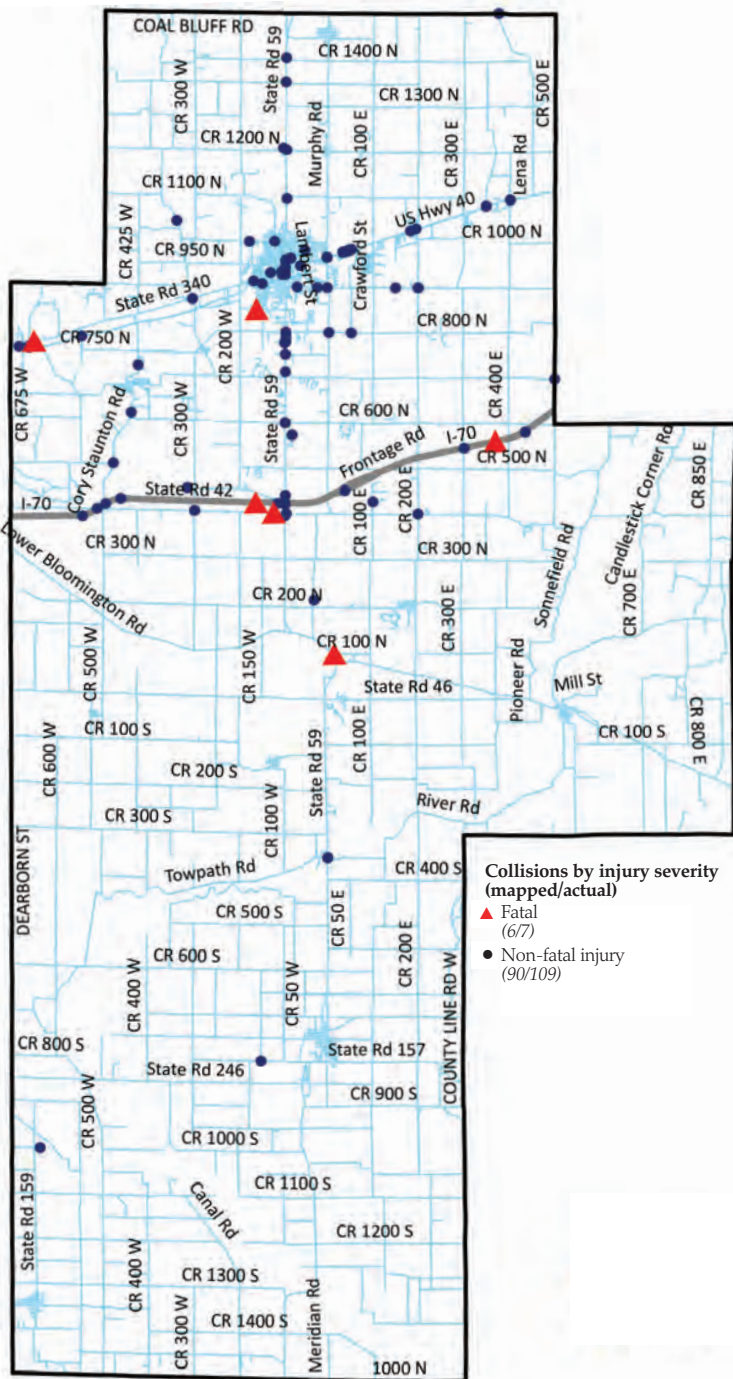 COAL BLUFF RD
CR 1400 N
CR 300 W
State Rd 59
CR 1300 N
CR 500 E
CR 1200 N
Murphy Rd
CR 100 E
CR 300 E
Lena Rd
CR 1100 N
US Hwy 40
CR 1000 N
CR 425 W
CR 950 N
Lambert St
Crawford St
State Rd 340
CR 800 N
CR 750 N
CR 200 W
CR 400 E
CR 675 W
CR 300 W
State Rd 59
CR 600 N
Cory Staunton Rd
Frontage Rd
I-70
CR 500 N
CR 850 E
Candlestick Corner Rd
State Rd 42
I-70
CR 100 E
CR 200 E
Sonnefield Rd
CR 300 N
CR 300 N
Lower Bloomington Rd
CR 200 N
CR 300 E
CR 700 E
CR 500 W
CR 150 W
CR 100 N
State Rd 46
Pioneer Rd
Mill St
CR 800 E
CR 100 S
CR 100 E
CR 100 S
CR 600 W
CR 200 S
State Rd 59
CR 100 W
CR 300 S
River Rd
DEARBORN ST
Towpath Rd
CR 400 S
Collisions by injury severity
(mapped/actual)
Fatal
(6/7)
Non-fatal injury
(90/109)
CR 500 S
CR 50 E
CR 600 S
CR 200 E
CR 400 W
CR 50 W
COUNTY LINE RD W
CR 800 S
State Rd 157
State Rd 246
CR 900 S
CR 500 W
CR 1000 S
CR 1100 S
State Rd 159
Canal Rd
CR 1200 S
CR 400 W
CR 1300 S
Meridian Rd
CR 300 W
CR 1400 S
1000 N